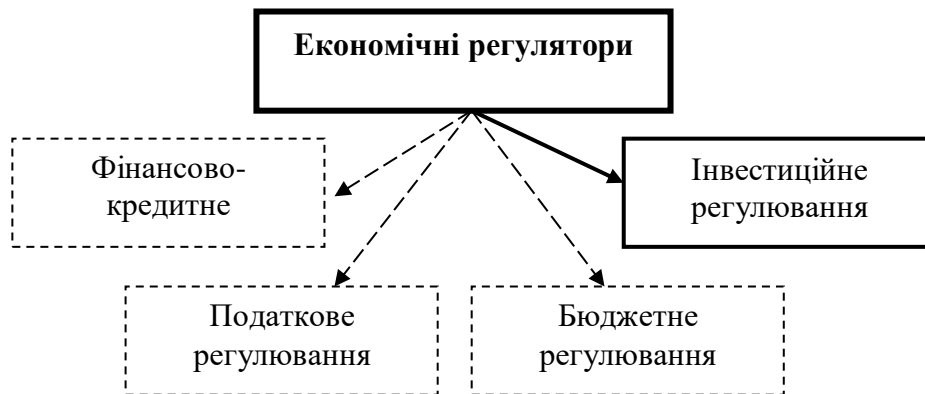 Економічні регулятори
Фінансово-
кредитне
Інвестиційне
регулювання
Податкове
регулювання
Бюджетне
регулювання